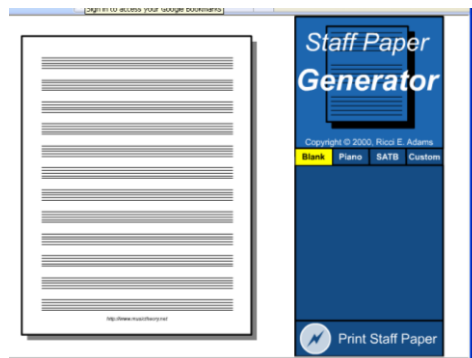 Sign in to access your Google Bookmarks
Staff Paper
Generator
Copyright © 2000, Ricci E. Adams
Blank Piano SATB Custom
http://www.musictheory.net
Print Staff Paper